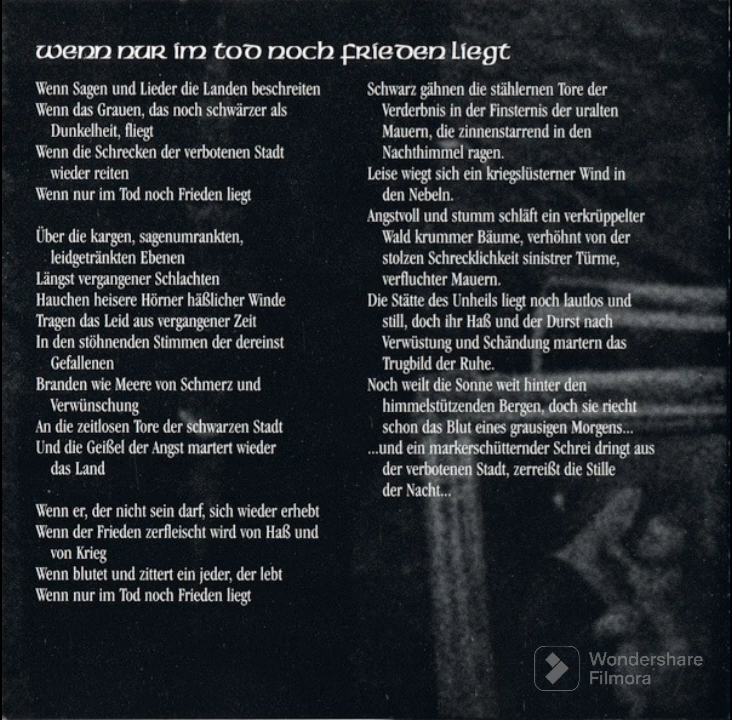 wenn nur im tod noch frieden liegt
Wenn Sagen und Lieder die Landen beschreiten
Wenn das Grauen, das noch schwärzer als
Dunkelheit, fliegt
Wenn die Schrecken der verbotenen Stadt
wieder reiten
Wenn nur im Tod noch Frieden liegt
Über die kargen, sagenumrankten,
leidgetränkten Ebenen
Längst vergangener Schlachten
Hauchen heisere Hörner häßlicher Winde
Tragen das Leid aus vergangener Zeit
In den stöhnenden Stimmen der dereinst
Gefallenen
Branden wie Meere von Schmerz und
Verwünschung
An die zeitlosen Tore der schwarzen Stadt
Und die Geißel der Angst martert wieder
das Land
Wenn er, der nicht sein darf, sich wieder erhebt
Wenn der Frieden zerfleischt wird von Haß und
von Krieg
Wenn blutet und zittert ein jeder, der lebt
Wenn nur im Tod noch Frieden liegt
Schwarz gähnen die stählernen Tore der
Verderbnis in der Finsternis der uralten
Mauern, die zinnenstarrend in den
Nachthimmel ragen.
Leise wiegt sich ein kriegslüsterner Wind in
den Nebeln.
Angstvoll und stumm schläft ein verkrüppelter
Wald krummer Bäume, verhöhnt von der
stolzen Schrecklichkeit sinistrer Türme,
verfluchter Mauern.
Die Stätte des Unheils liegt noch lautlos und
still, doch ihr Haß und der Durst nach
Verwüstung und Schändung martern das
Trugbild der Ruhe.
Noch weilt die Sonne weit hinter den
himmelstützenden Bergen, doch sie riecht
schon das Blut eines grausigen Morgens...
...und ein markerschütternder Schrei dringt aus
der verbotenen Stadt, zerreißt die Stille
der Nacht...
Wondershare
Filmora